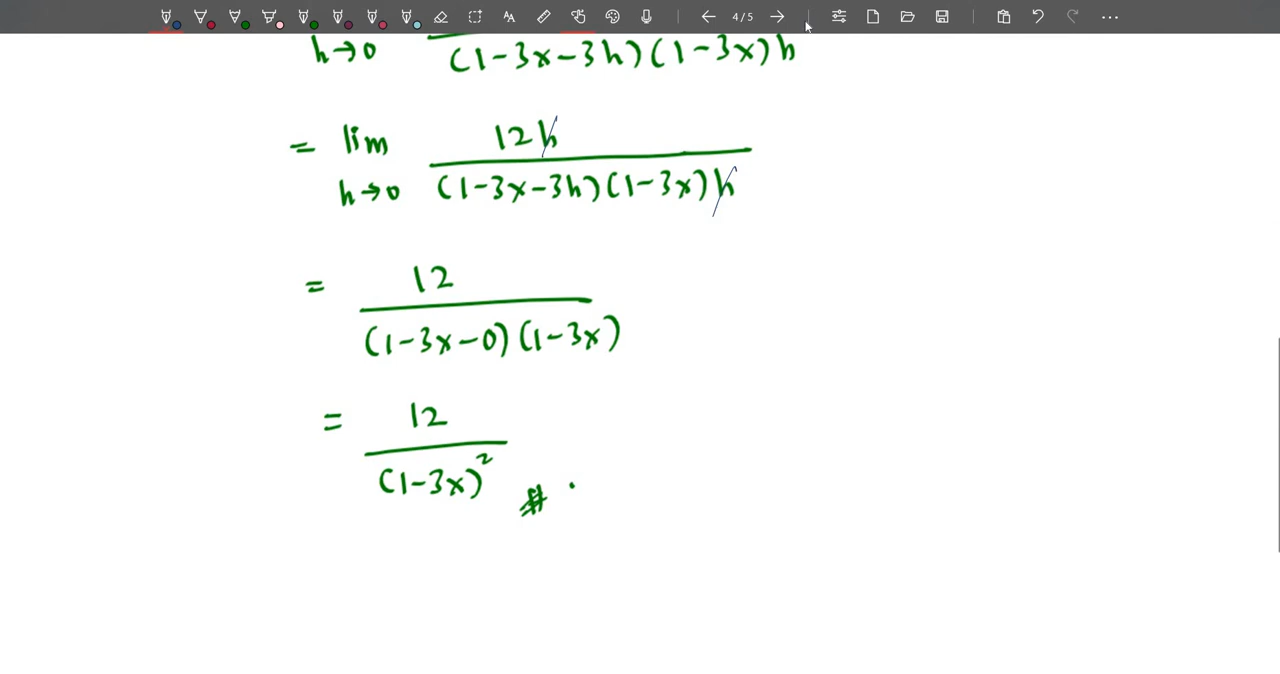 4/5
h→0 (1-3x-3h)(1-3x)h
= lim 12h
h→0 (1-3x-3h)(1-3x)h
= 12
(1-3x-0)(1-3x)
= 12
(1-3x)²
#